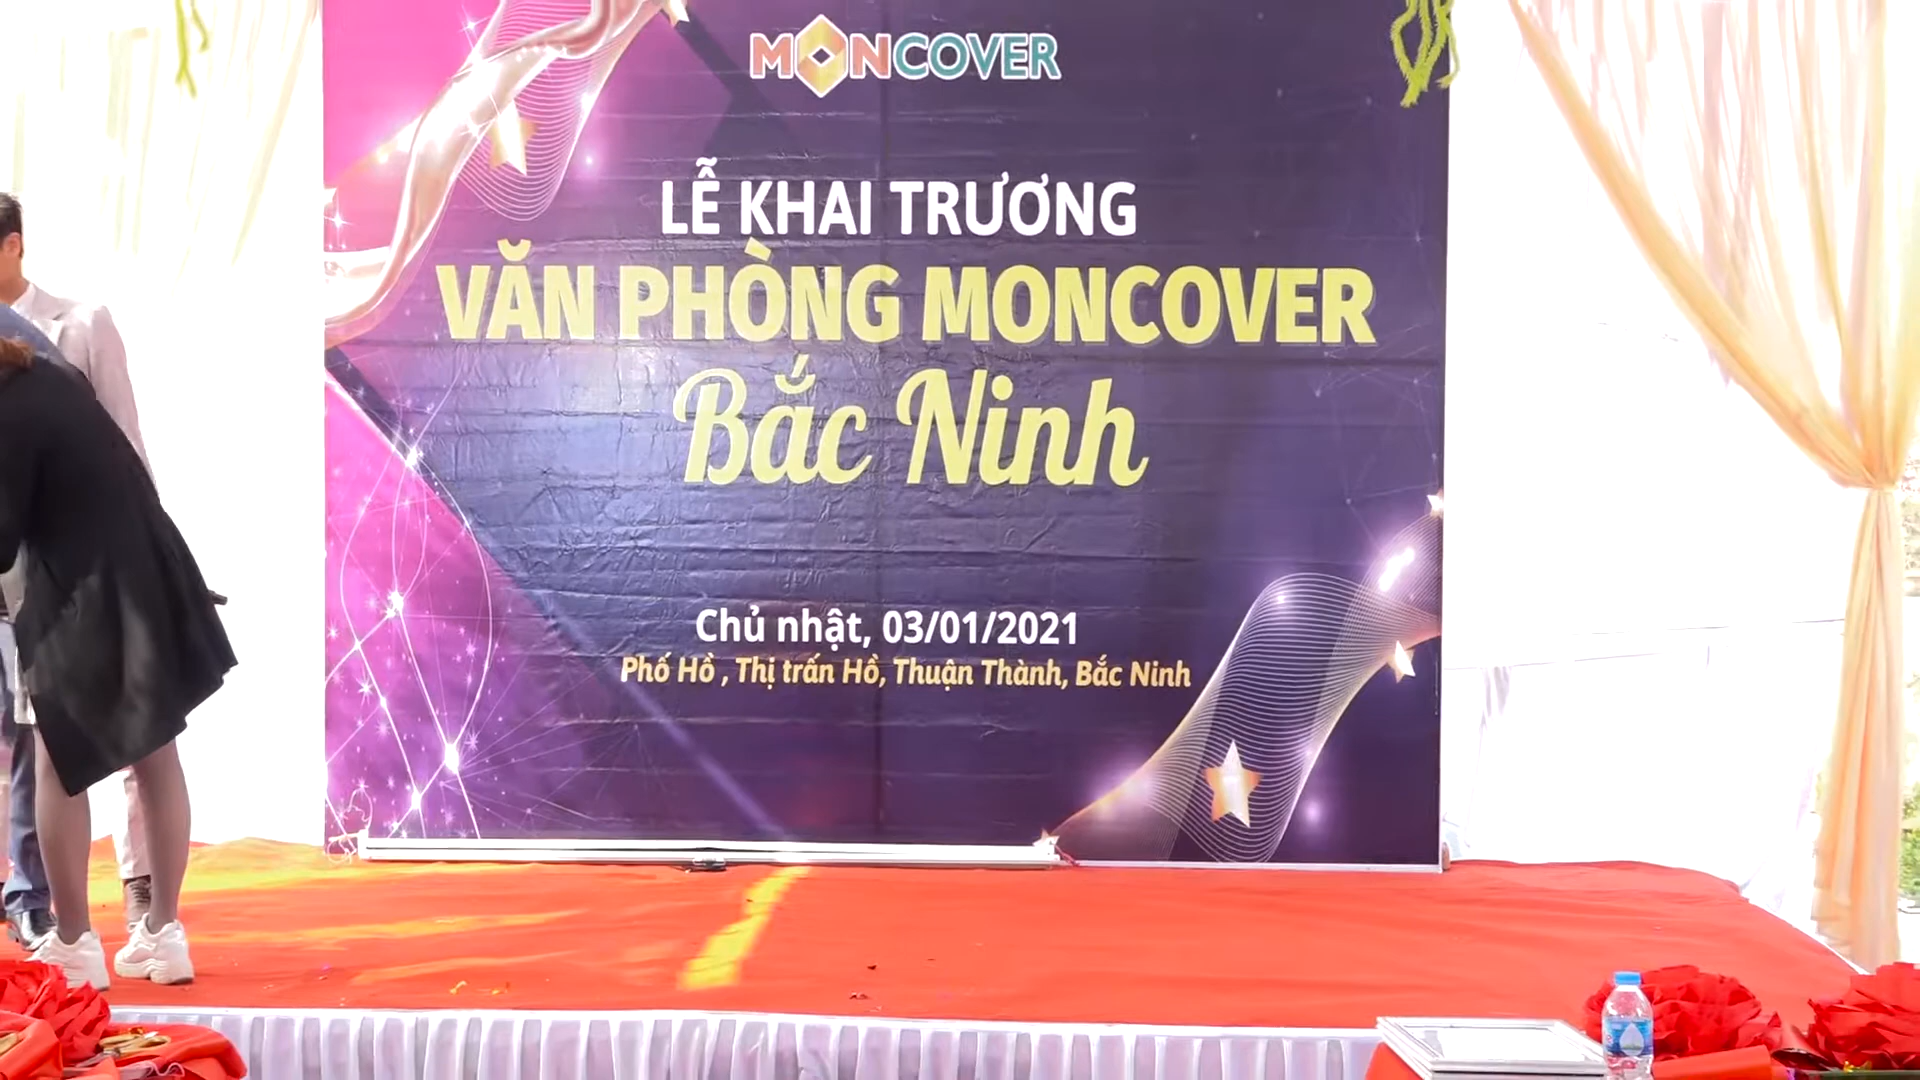 MONCOVER
LỄ KHAI TRƯƠNG
VĂN PHÒNG MONCOVER
Bắc Ninh
Chủ nhật, 03/01/2021
Phố Hồ , Thị trấn Hồ, Thuận Thành, Bắc Ninh